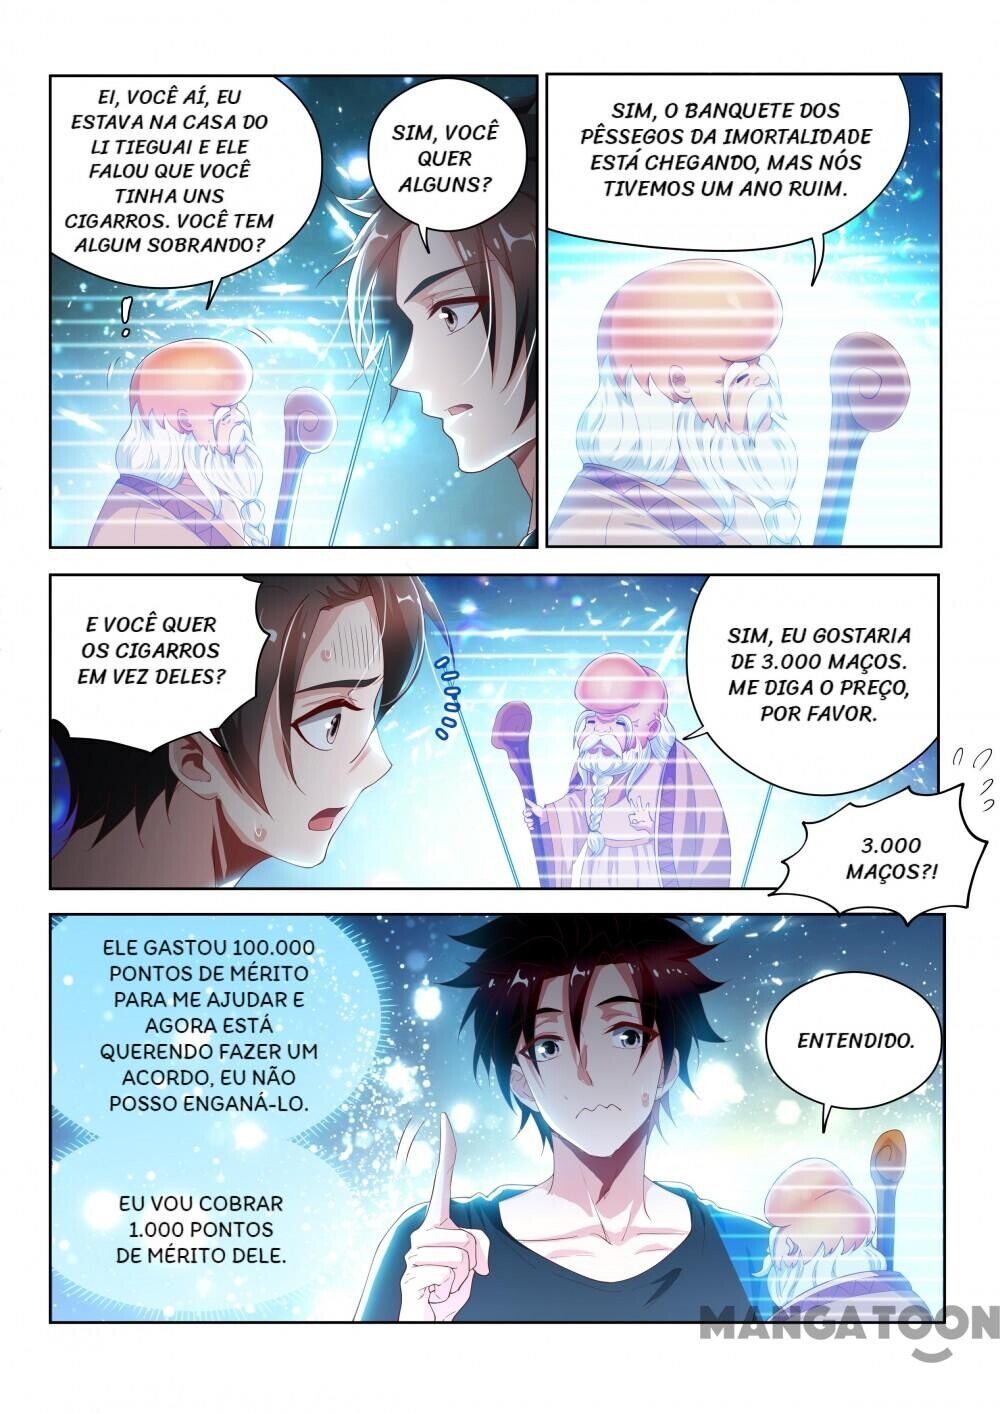 EI, VOCÊ AÍ, EU
ESTAVA NA CASA DO
LI TIEGUAI E ELE
FALOU QUE VOCÊ
TINHA UNS
CIGARROS. VOCÊ TEM
ALGUM SOBRANDO?
SIM, VOCÊ
QUER
ALGUNS?
!
SIM, O BANQUETE DOS
PÊSSEGOS DA IMORTALIDADE
ESTÁ CHEGANDO, MAS NÓS
TIVEMOS UM ANO RUIM.
E VOCÊ QUER
OS CIGARROS
EM VEZ DELES?
SIM, EU GOSTARIA
DE 3.000 MAÇOS.
ME DIGA O PREÇO,
POR FAVOR.
3.000
MAÇOS?!
ELE GASTOU 100.000
PONTOS DE MÉRITO
PARA ME AJUDAR E
AGORA ESTÁ
QUERENDO FAZER UM
ACORDO, EU NÃO
POSSO ENGANÁ-LO.
ENTENDIDO.
EU VOU COBRAR
1.000 PONTOS
DE MÉRITO DELE.
MANGATOON